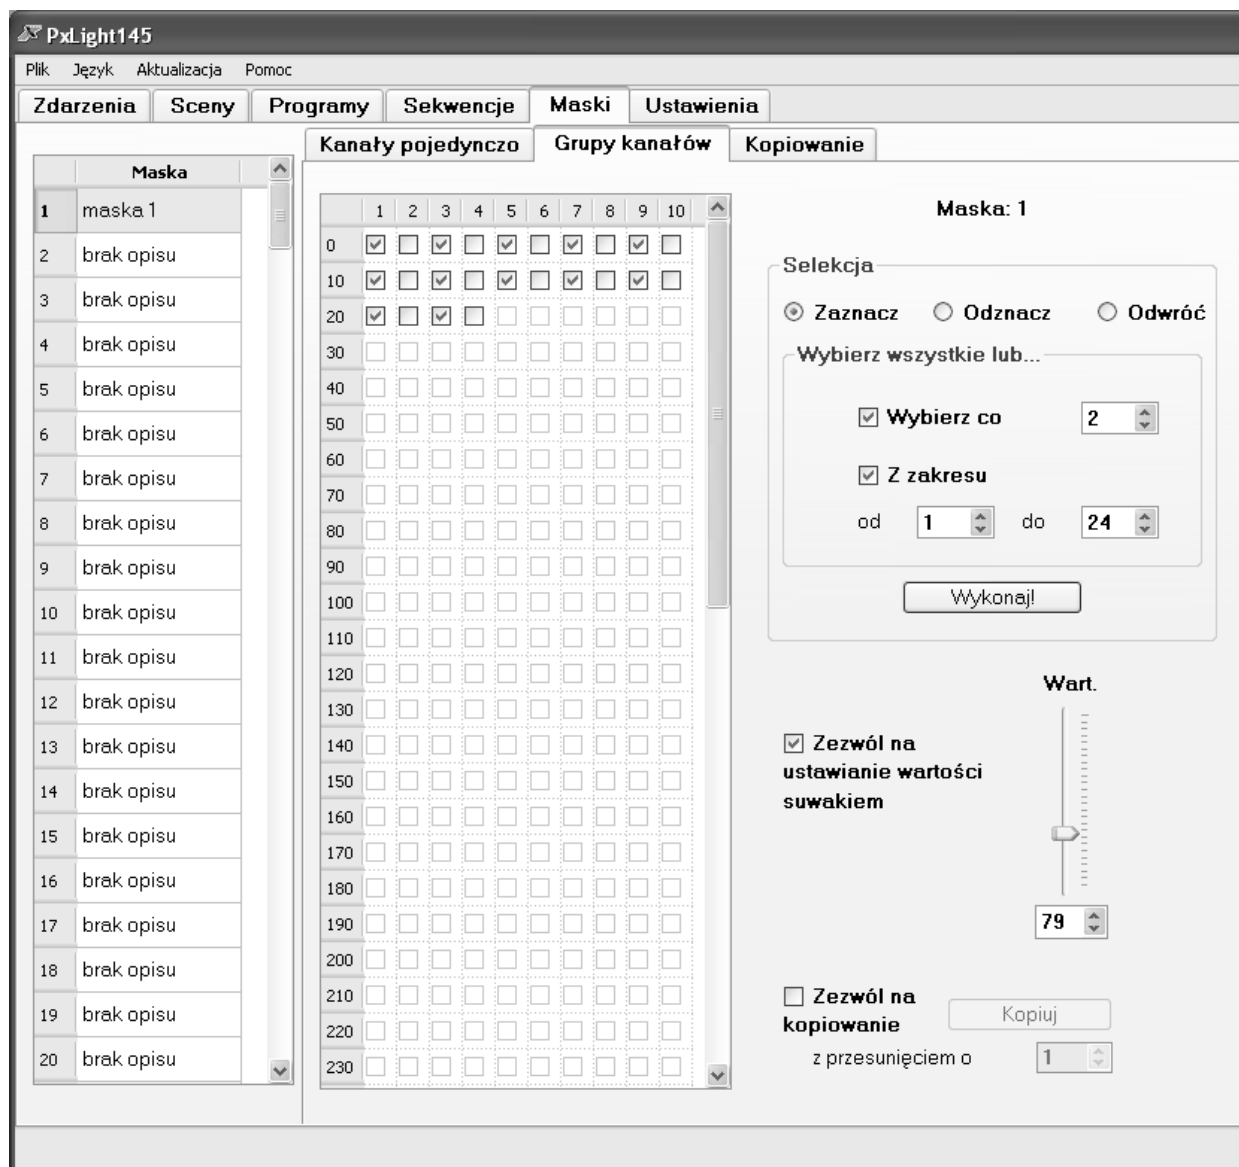 PxLight145
Plik Język Aktualizacja Pomoc
Zdarzenia Sceny Programy Sekwencje Maski Ustawienia
Kanały pojedynczo Grupy kanałów Kopiowanie
Maska
1 maska 1
2 brak opisu
3 brak opisu
4 brak opisu
5 brak opisu
6 brak opisu
7 brak opisu
8 brak opisu
9 brak opisu
10 brak opisu
11 brak opisu
12 brak opisu
13 brak opisu
14 brak opisu
15 brak opisu
16 brak opisu
17 brak opisu
18 brak opisu
19 brak opisu
20 brak opisu
1 2 3 4 5 6 7 8 9 10
0
10
20
30
40
50
60
70
80
90
100
110
120
130
140
150
160
170
180
190
200
210
220
230
Maska: 1
Selekcja
Zaznacz Odznacz Odwróć
Wybierz wszystkie lub...
Wybierz co 2
Z zakresu
od 1 do 24
Wykonaj!
Wart.
Zezwól na
ustawianie wartości
suwakiem
79
Zezwól na
kopiowanie
Kopiuj
z przesunięciem o 1